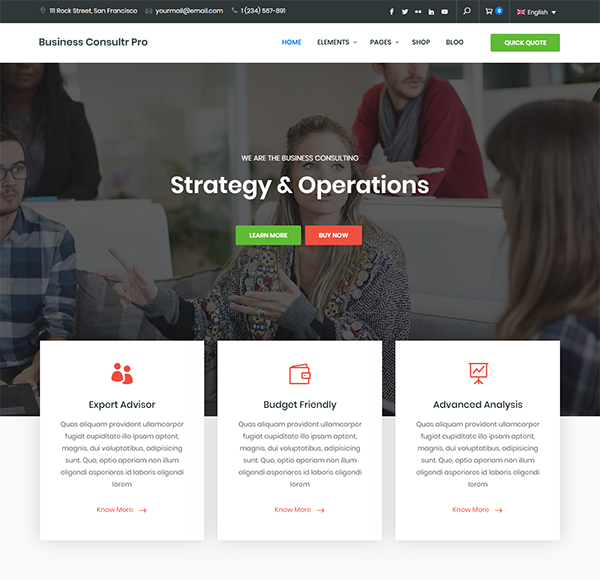 111 Rock Street, San Francisco yourmail@email.com 1 (234) 567-891 0 English
Business Consultr Pro HOME ELEMENTS PAGES SHOP BLOG QUICK QUOTE
WE ARE THE BUSINESS CONSULTING
Strategy & Operations
LEARN MORE BUY NOW
Expert Advisor
Quas aliquam provident ullamcorper
fugiat cupiditate illo ipsam aptent,
magnis, dui voluptatibus, adipisicing
sunt. Quo, optio aperiam non illum
eligendi asperiores id laboris eligendi
lorem
Know More
Budget Friendly
Quas aliquam provident ullamcorper
fugiat cupiditate illo ipsam aptent,
magnis, dui voluptatibus, adipisicing
sunt. Quo, optio aperiam non illum
eligendi asperiores id laboris eligendi
lorem
Know More
Advanced Analysis
Quas aliquam provident ullamcorper
fugiat cupiditate illo ipsam aptent,
magnis, dui voluptatibus, adipisicing
sunt. Quo, optio aperiam non illum
eligendi asperiores id laboris eligendi
lorem
Know More